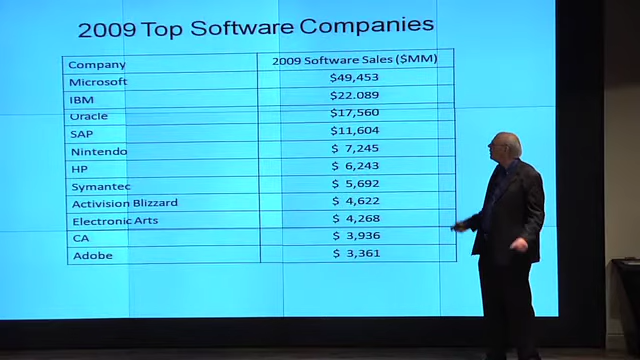 2009 Top Software Companies
Company 2009 Software Sales ($MM)
Microsoft $49,453
IBM $22.089
Oracle $17,560
SAP $11,604
Nintendo $ 7,245
HP $ 6,243
Symantec $ 5,692
Activision Blizzard $ 4,622
Electronic Arts $ 4,268
CA $ 3,936
Adobe $ 3,361